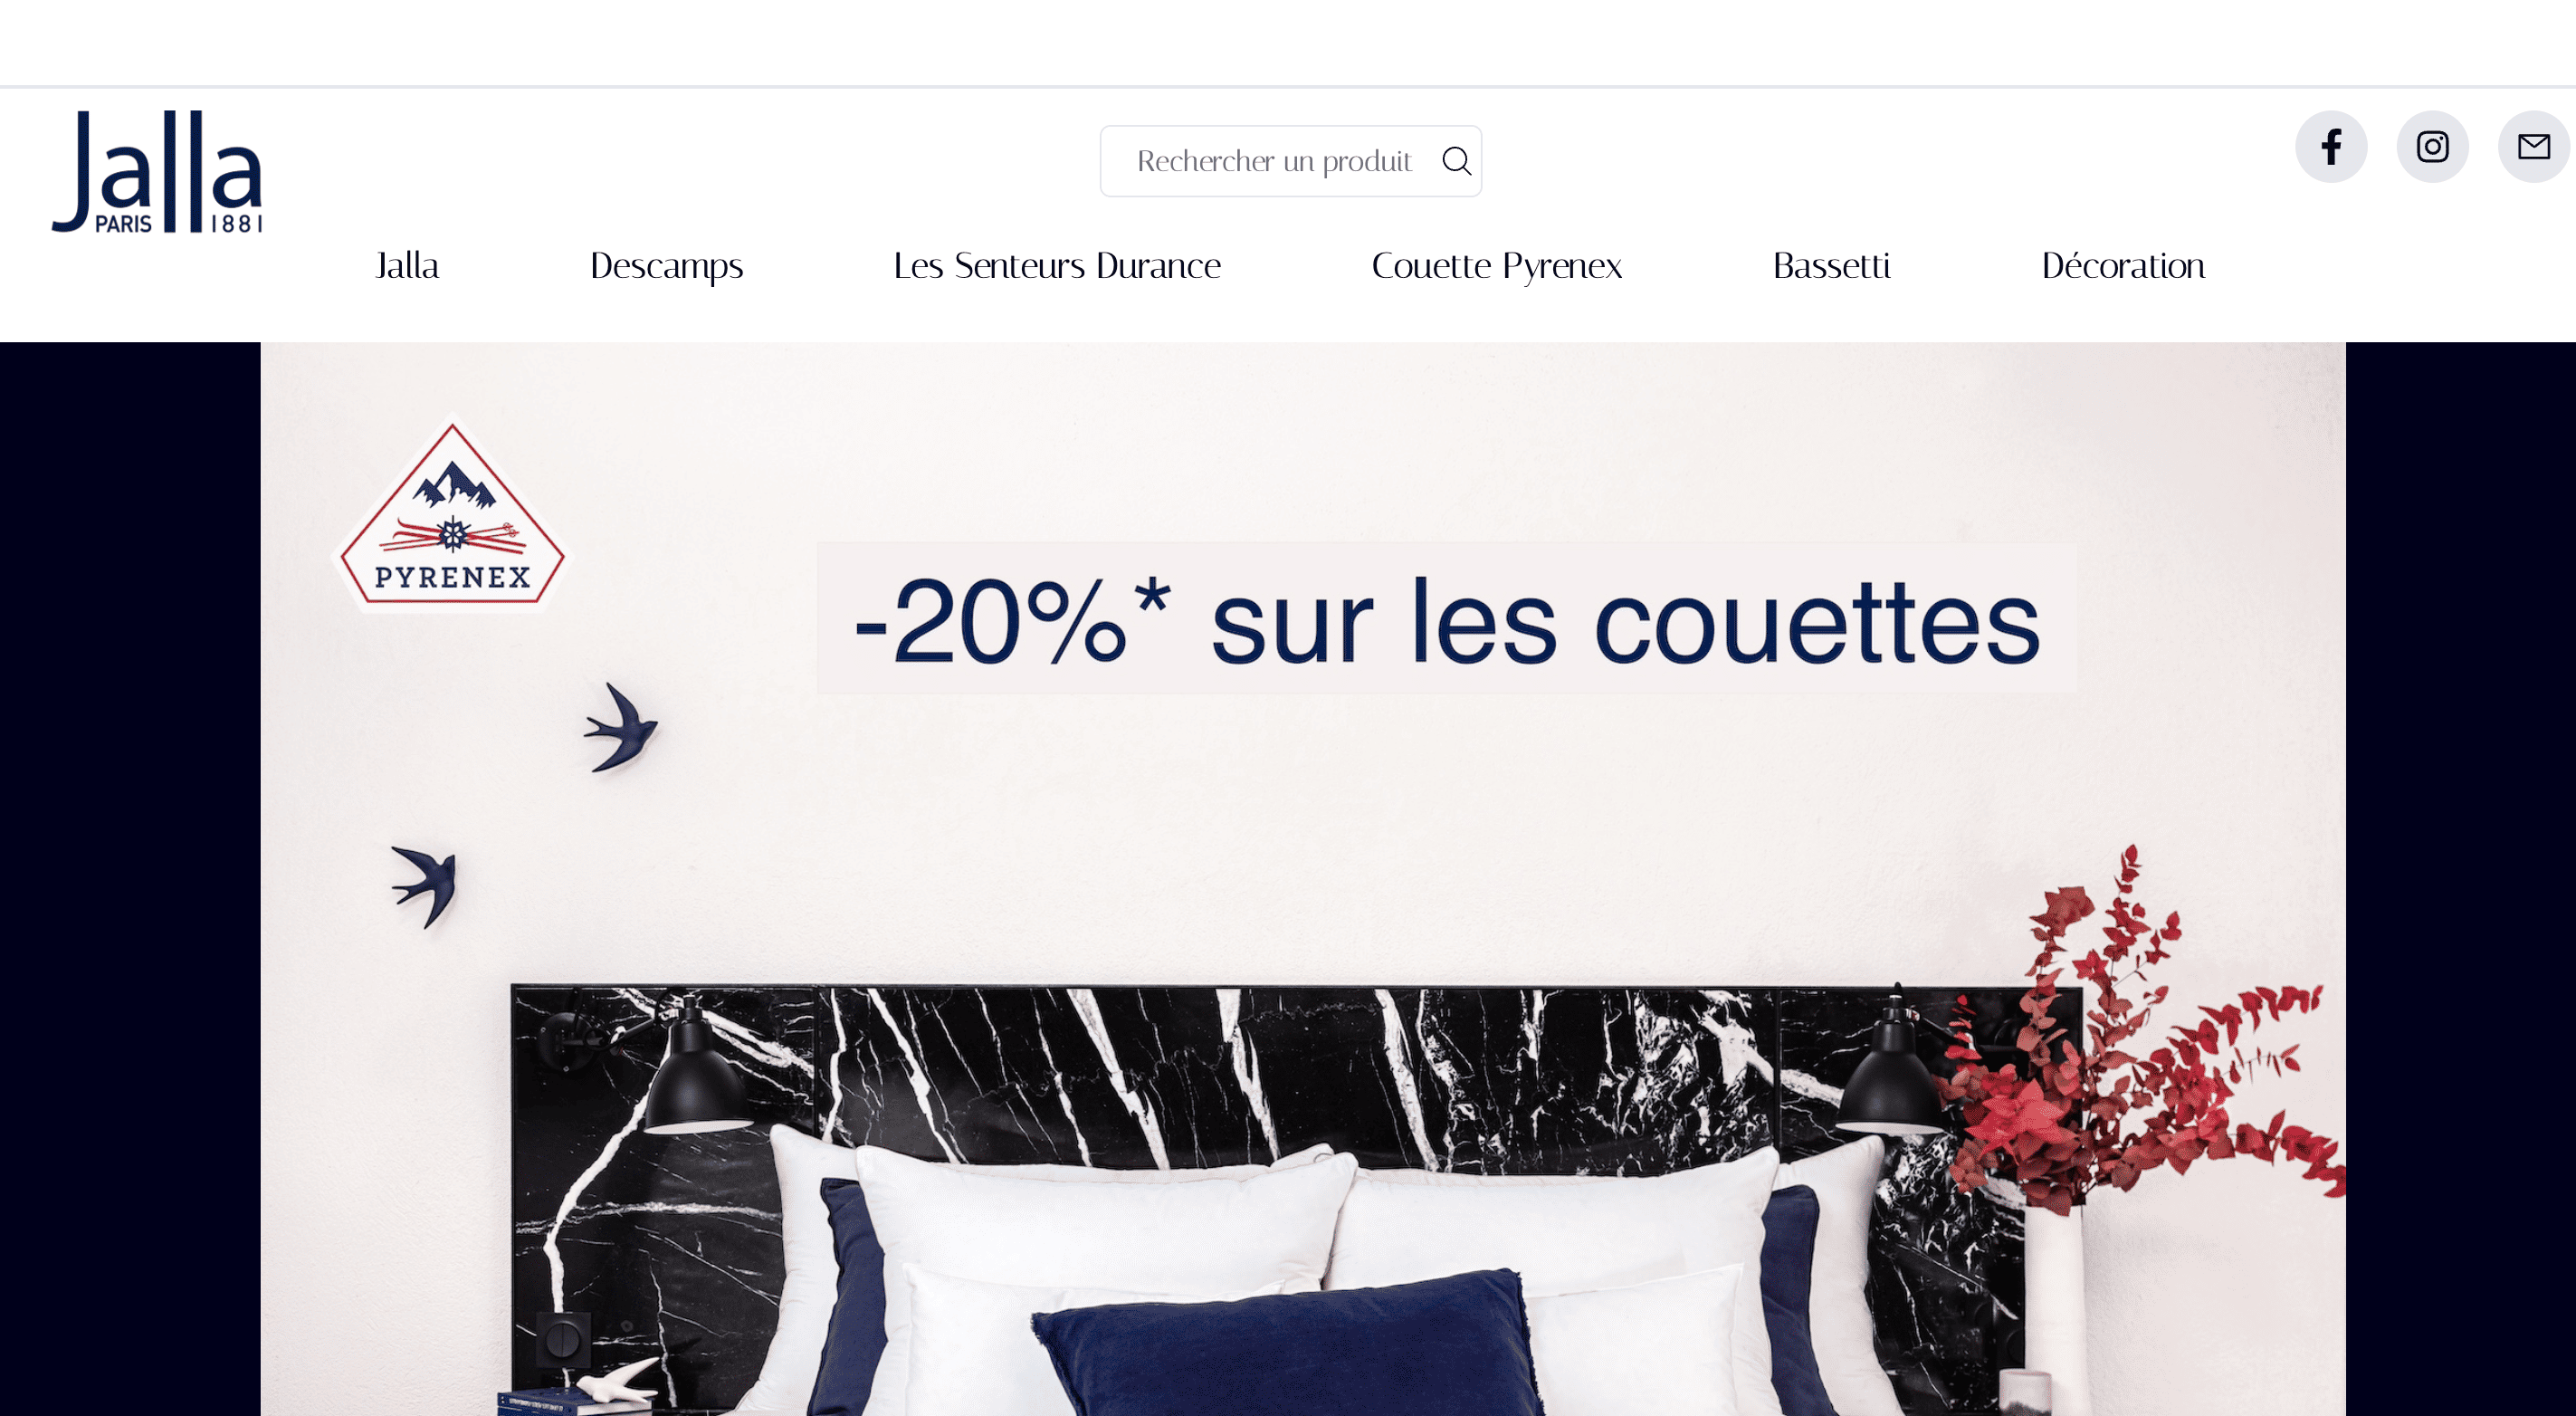 Jalla
PARIS 1881
Rechercher un produit
Jalla
Descamps
Les Senteurs Durance
Couette Pyrenex
Bassetti
Décoration
PYRENEX
-20%* sur les couettes